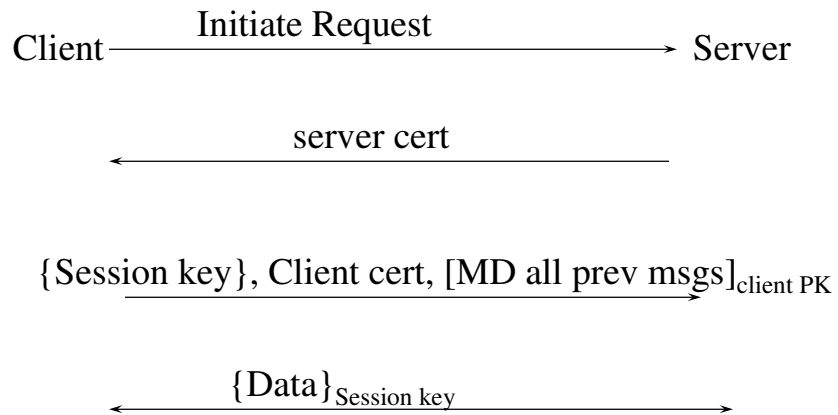 Initiate Request
Client Server
server cert
{Session key}, Client cert, [MD all prev msgs]client PK
{Data}Session key